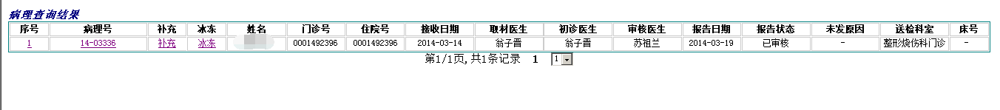 病理查询结果
序号 病理号 补充 冰冻 姓名 门诊号 住院号 接收日期 取材医生 初诊医生 审核医生 报告日期 报告状态 未发原因 送检科室 床号
1 14-03336 补充 冰冻 0001492396 0001492396 2014-03-14 翁子晋 翁子晋 苏祖兰 2014-03-19 已审核 - 整形烧伤科门诊 -
第1/1页,共1条记录 1 1